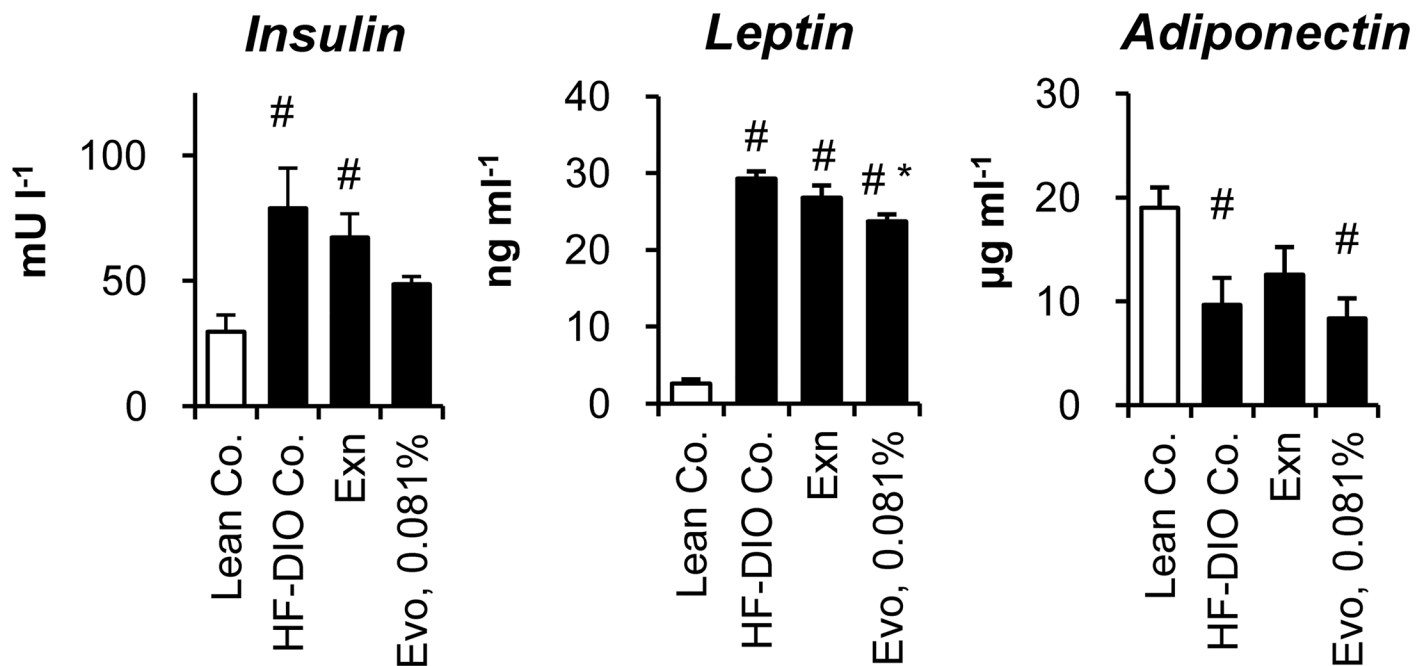 Insulin
mU l-1
100
50
0
#
#
Lean Co.
HF-DIO Co.
Exn
Evo, 0.081%
Leptin
ng ml-1
40
30
20
10
0
#
#
# *
Lean Co.
HF-DIO Co.
Exn
Evo, 0.081%
Adiponectin
µg ml-1
30
20
10
0
#
#
Lean Co.
HF-DIO Co.
Exn
Evo, 0.081%